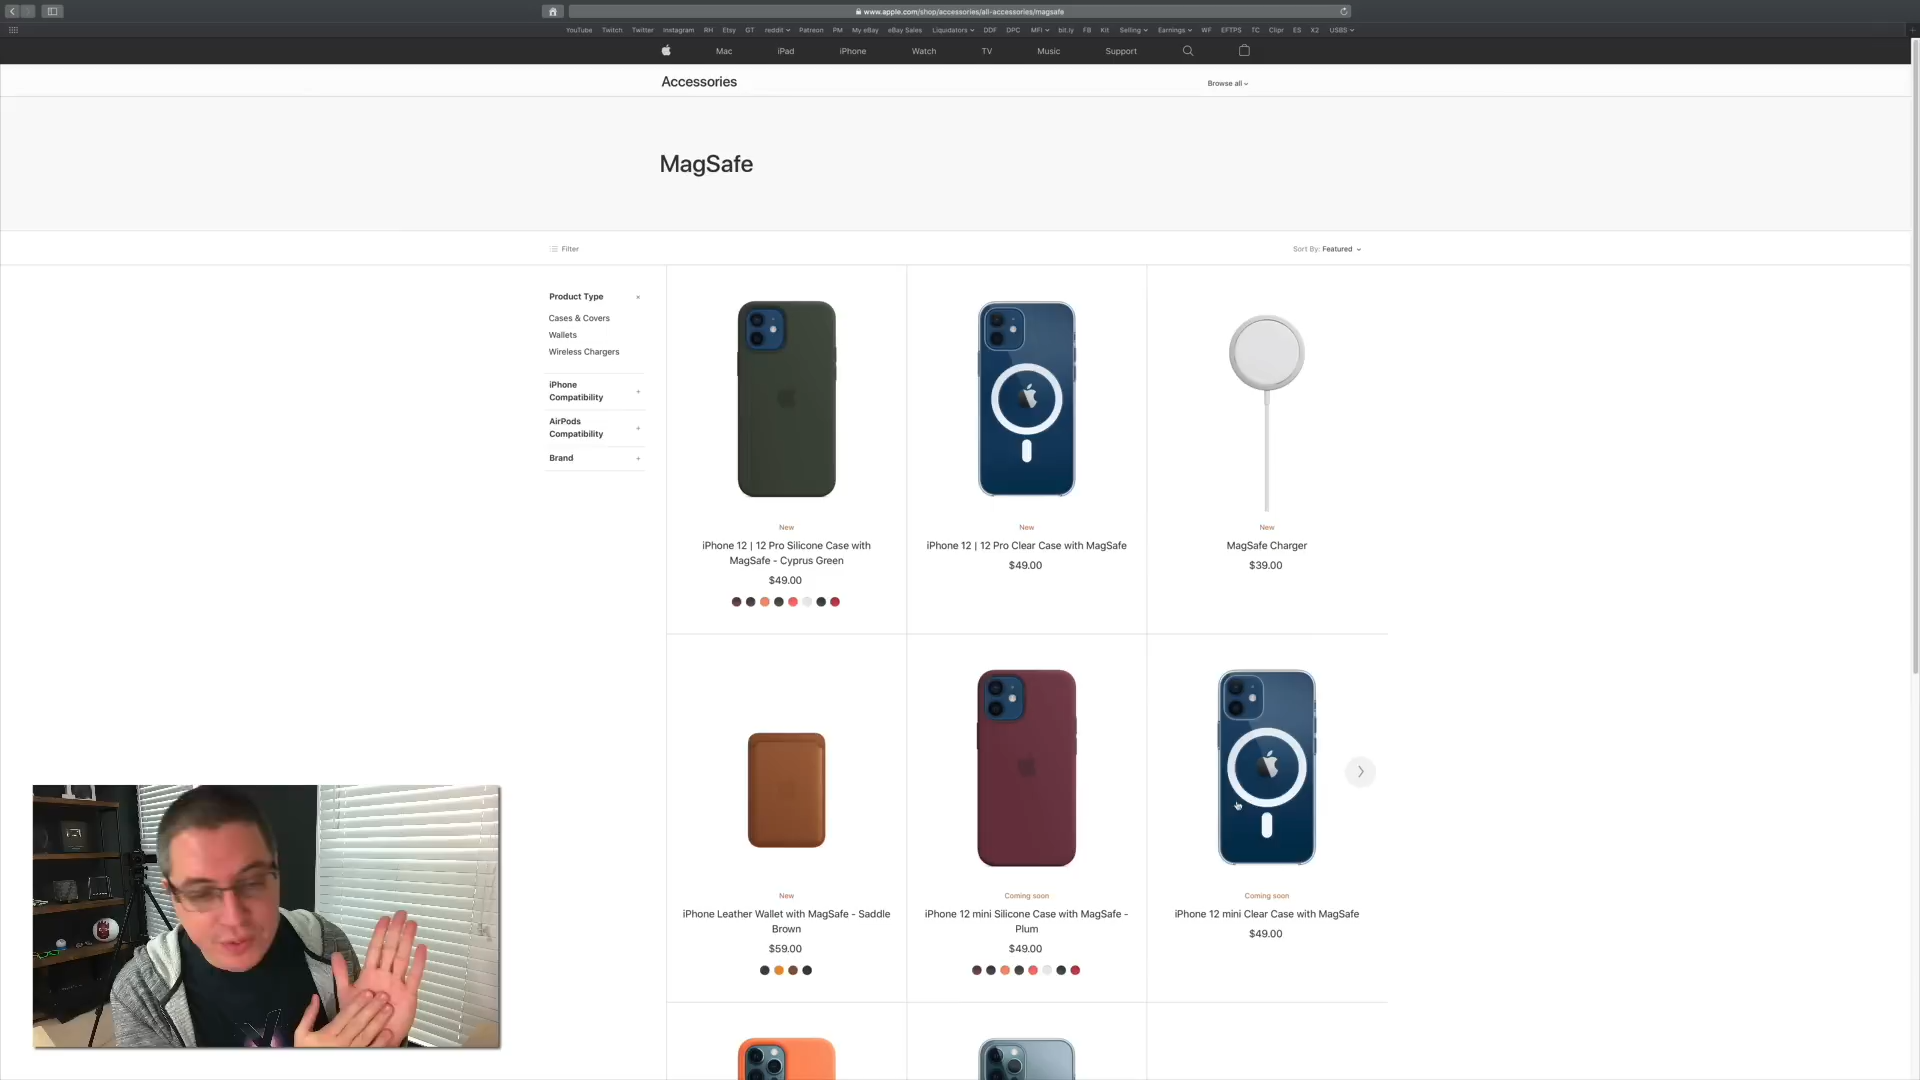 www.apple.com/shop/accessories/all-accessories/magsafe
YouTube Twitch Twitter Instagram RH Etsy GT reddit Patreon PM My eBay eBay Sales Liquidators DDF DPC MFI bit.ly FB Kit Selling Earnings WF EFTPS TC Clipr ES X2 USBS
Mac iPad iPhone Watch TV Music Support
Accessories
Browse all
MagSafe
Filter
Sort By: Featured
Product Type
Cases & Covers
Wallets
Wireless Chargers
iPhone
Compatibility
AirPods
Compatibility
Brand
New
iPhone 12 | 12 Pro Silicone Case with
MagSafe - Cyprus Green
$49.00
New
iPhone 12 | 12 Pro Clear Case with MagSafe
$49.00
New
MagSafe Charger
$39.00
New
iPhone Leather Wallet with MagSafe - Saddle
Brown
$59.00
Coming soon
iPhone 12 mini Silicone Case with MagSafe -
Plum
$49.00
Coming soon
iPhone 12 mini Clear Case with MagSafe
$49.00